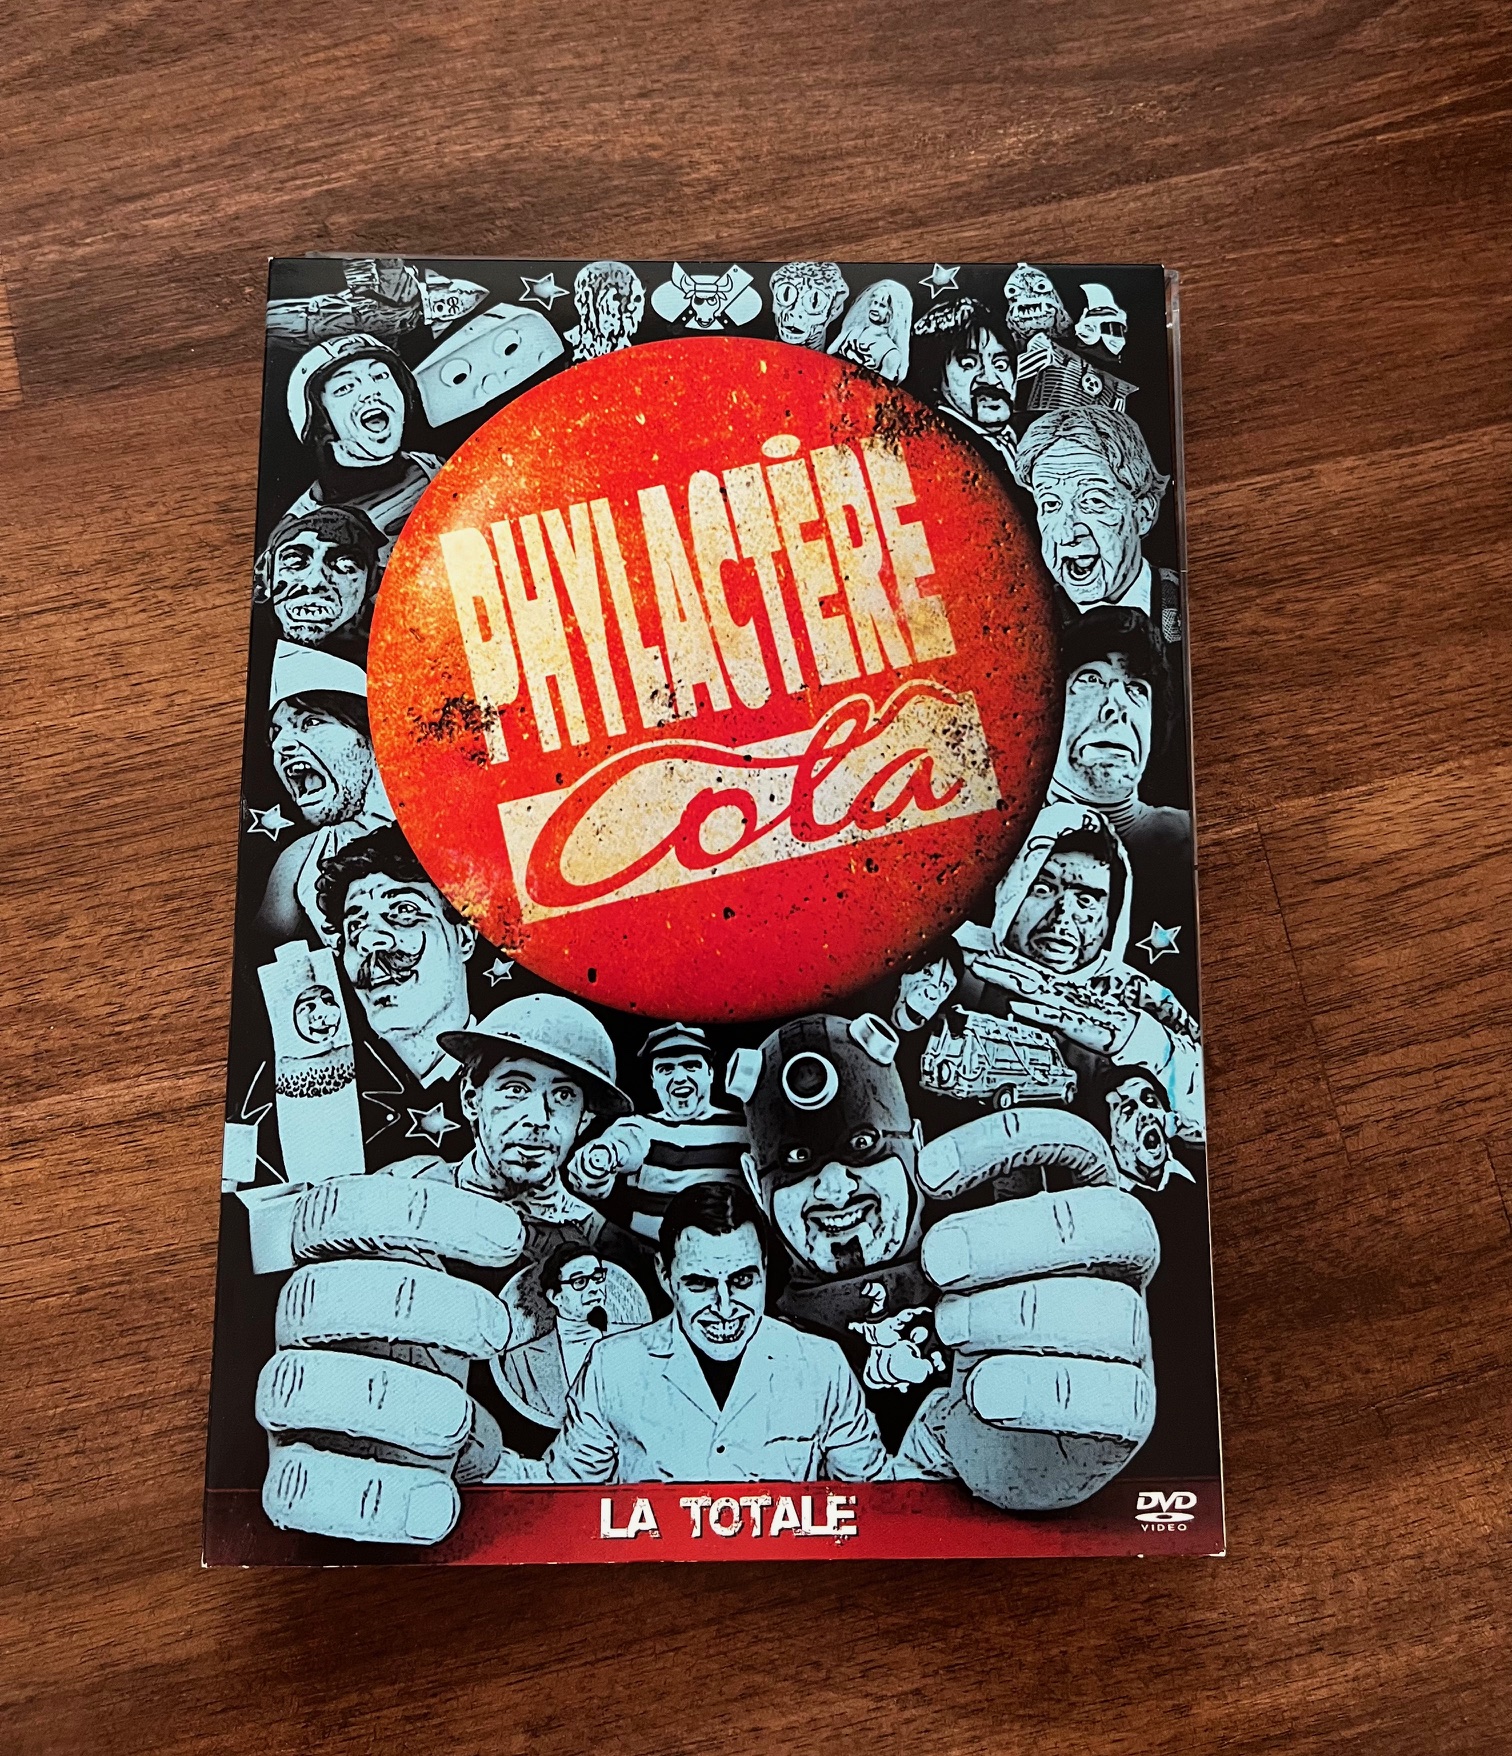 PHYLACTÈRE
Cola
LA TOTALE
DVD
VIDEO